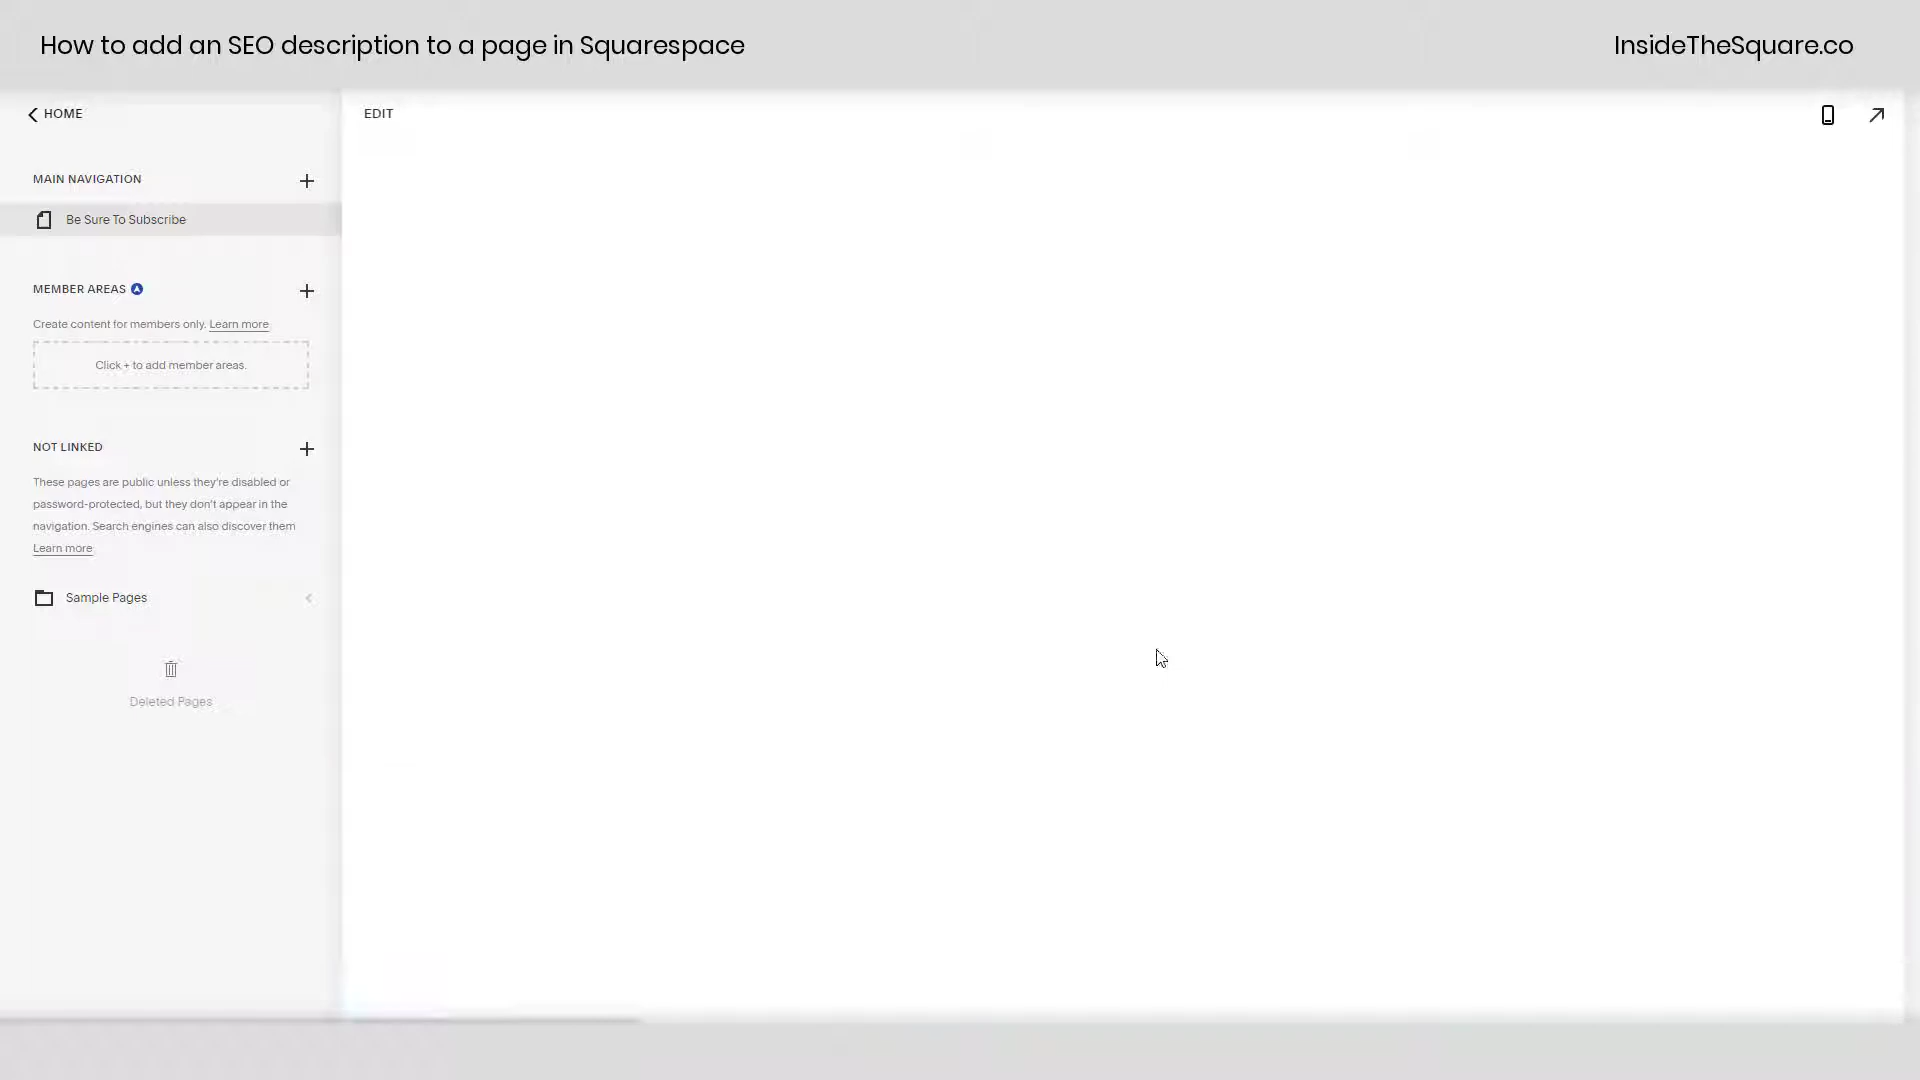 How to add an SEO description to a page in Squarespace
InsideTheSquare.co
HOME
EDIT
MAIN NAVIGATION
Be Sure To Subscribe
MEMBER AREAS
Create content for members only. Learn more
Click + to add member areas.
NOT LINKED
These pages are public unless they're disabled or
password-protected, but they don't appear in the
navigation. Search engines can also discover them
Learn more
Sample Pages
Deleted Pages